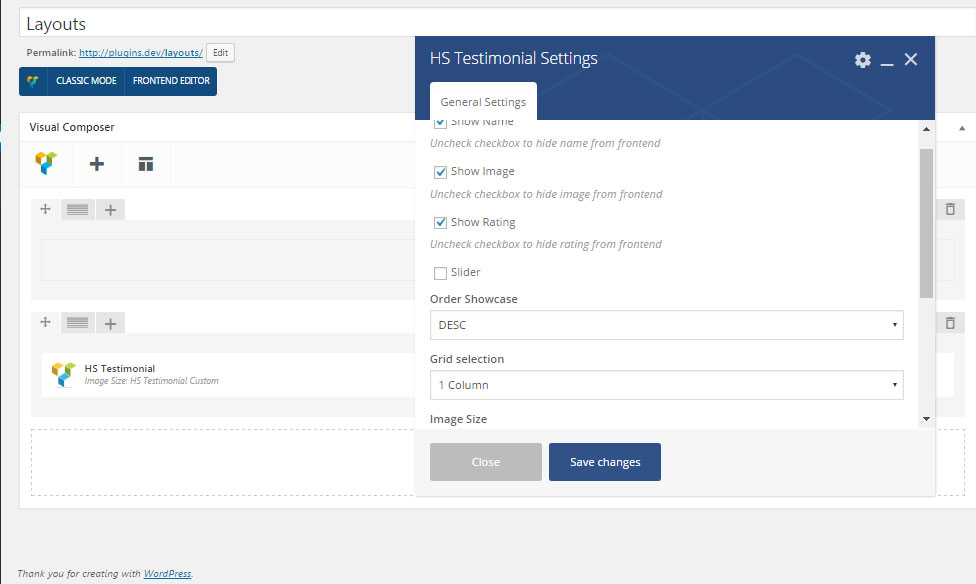 Layouts
Permalink: http://plugins.dev/layouts/ Edit
CLASSIC MODE FRONTEND EDITOR
Visual Composer
HS Testimonial
Image Size: HS Testimonial Custom
HS Testimonial Settings
General Settings
Show Name
Uncheck checkbox to hide name from frontend
Show Image
Uncheck checkbox to hide image from frontend
Show Rating
Uncheck checkbox to hide rating from frontend
Slider
Order Showcase
DESC
Grid selection
1 Column
Image Size
Close Save changes
Thank you for creating with WordPress.